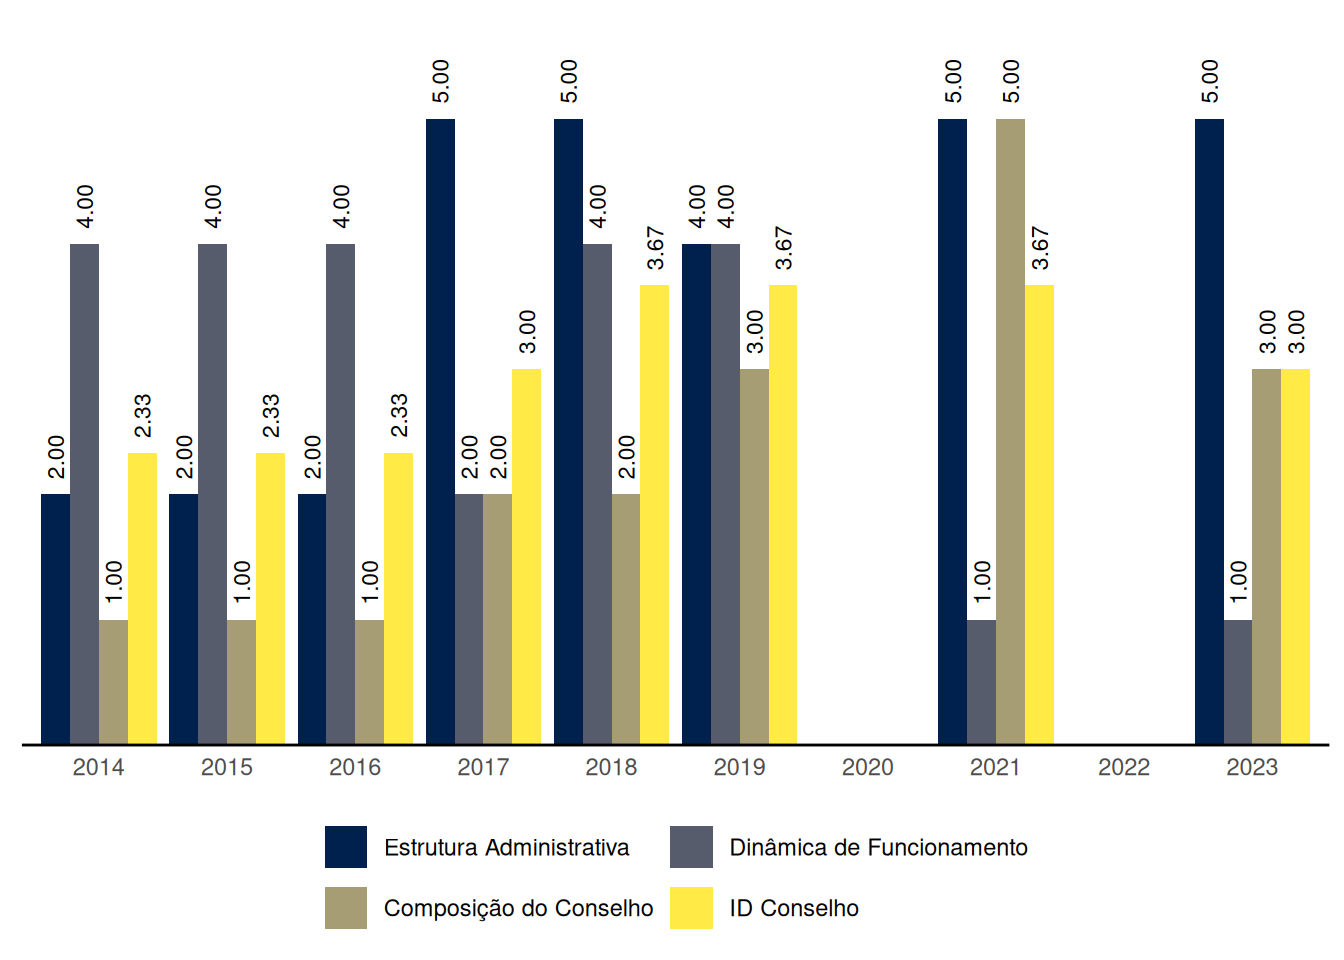 5.00 5.00 5.00 5.00 5.00
4.00 4.00 4.00 4.00 4.00 4.00
3.67 3.67 3.67
3.00 3.00 3.00 3.00
2.33 2.33 2.33
2.00 2.00 2.00 2.00 2.00 2.00
1.00 1.00 1.00 1.00 1.00
2014 2015 2016 2017 2018 2019 2020 2021 2022 2023
Estrutura Administrativa Dinâmica de Funcionamento
Composição do Conselho ID Conselho